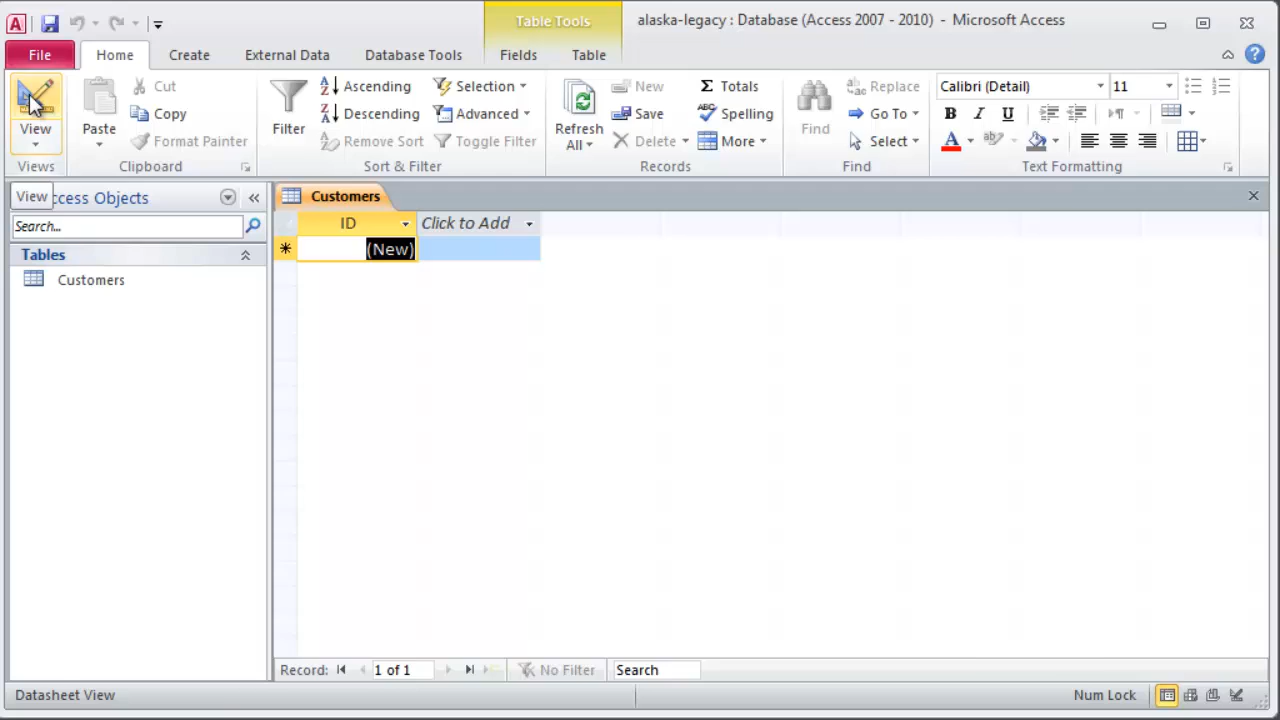 Table Tools
alaska-legacy : Database (Access 2007 - 2010) - Microsoft Access
File Home Create External Data Database Tools Fields Table
View
Views
Paste
Cut
Copy
Format Painter
Clipboard
Filter
Ascending
Descending
Remove Sort
Selection
Advanced
Toggle Filter
Sort & Filter
Refresh
All
New
Save
Delete
Totals
Spelling
More
Records
Find
Replace
Go To
Select
Find
Calibri (Detail) 11
B I U
A
Text Formatting
View
ccess Objects
Search...
Tables
Customers
Customers
ID Click to Add
(New)
Record: 1 of 1 No Filter Search
Datasheet View Num Lock